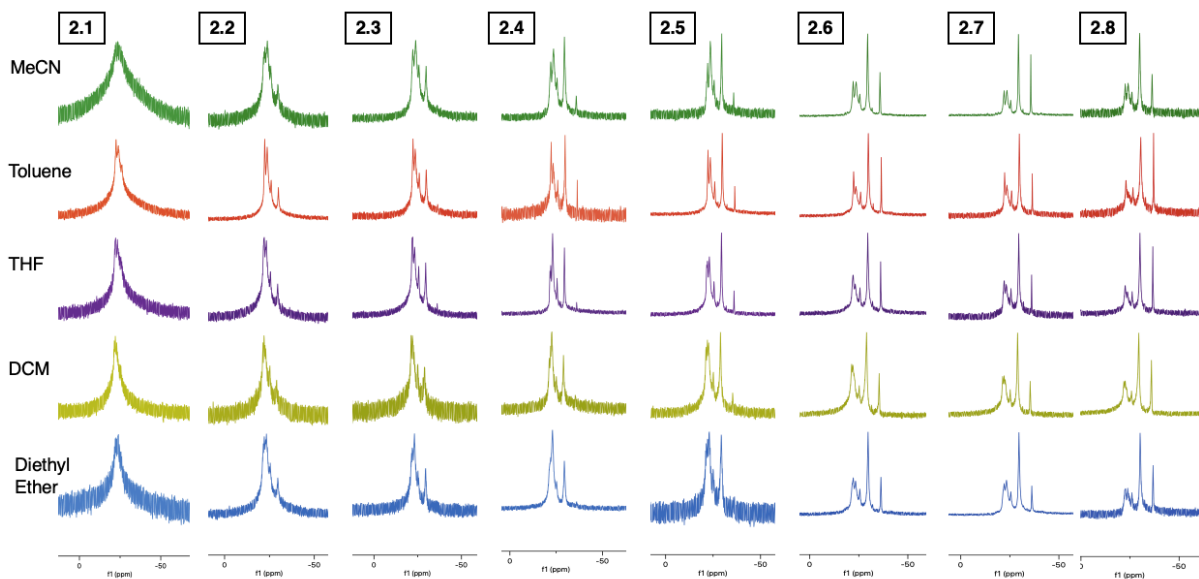 2.1 2.2 2.3 2.4 2.5 2.6 2.7 2.8
MeCN
Toluene
THF
DCM
Diethyl
Ether
0 -50 0 -50 0 -50 0 -50 0 -50 0 -50 0 -50 0 -50
f1 (ppm) f1 (ppm) f1 (ppm) f1 (ppm) f1 (ppm) f1 (ppm) f1 (ppm) f1 (ppm)